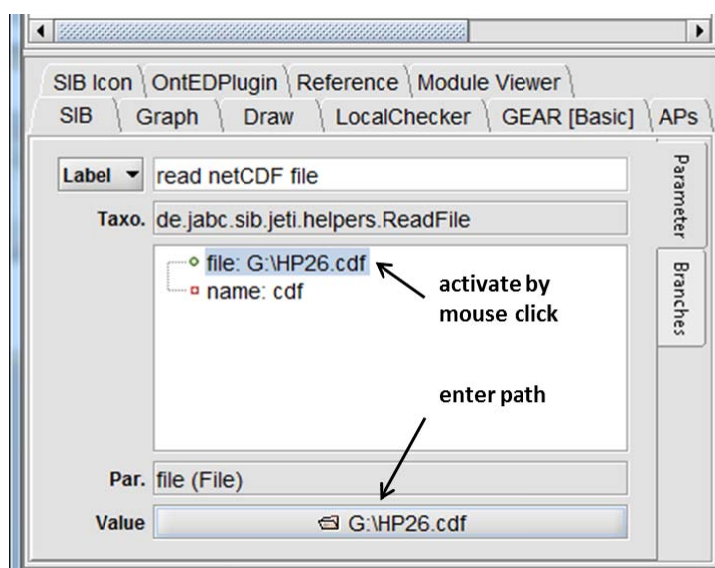 SIB Icon OntEDPlugin Reference Module Viewer
SIB Graph Draw LocalChecker GEAR [Basic] APs
Label read netCDF file
Taxo. de.jabc.sib.jeti.helpers.ReadFile
file: G:\HP26.cdf
name: cdf
activate by
mouse click
enter path
Par. file (File)
Value G:\HP26.cdf
Parameter
Branches